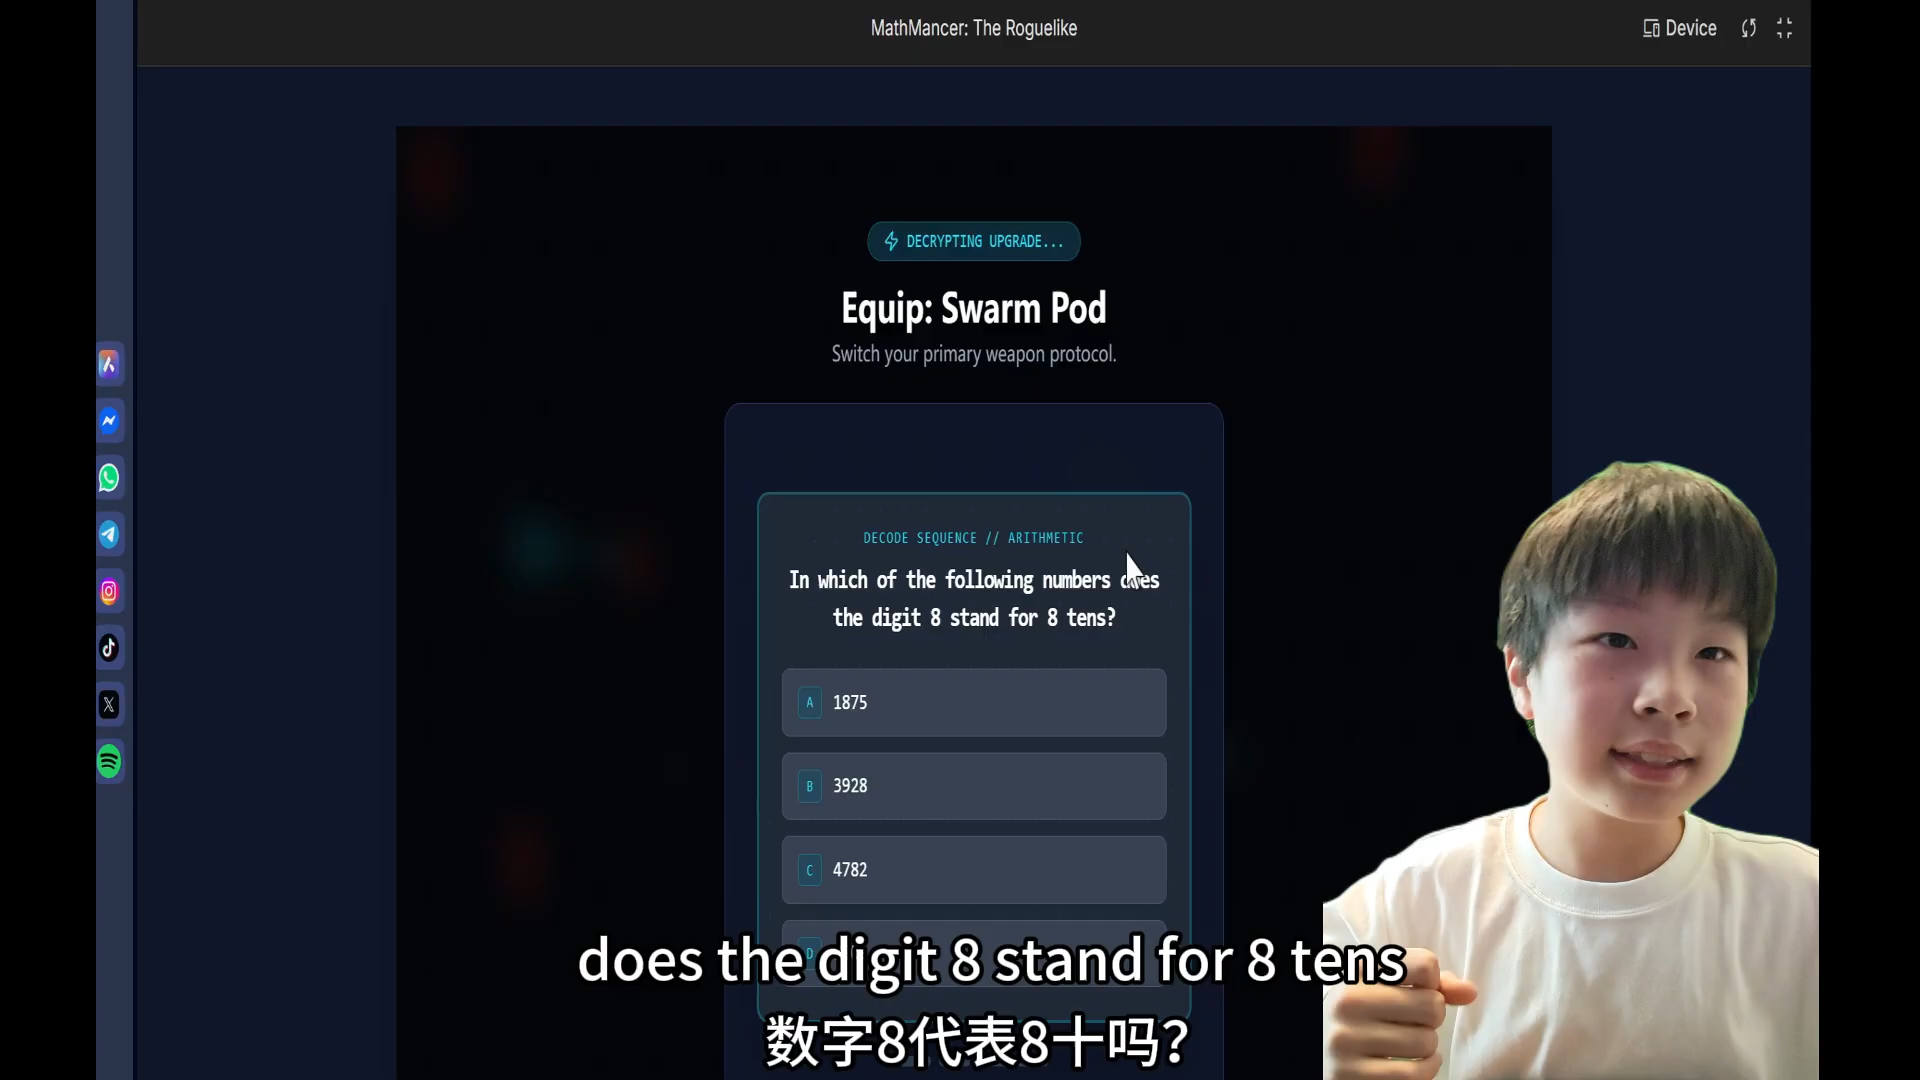 MathMancer: The Roguelike
Device
DECRYPTING UPGRADE...
Equip: Swarm Pod
Switch your primary weapon protocol.
DECODE SEQUENCE // ARITHMETIC
In which of the following numbers does
the digit 8 stand for 8 tens?
A 1875
B 3928
C 4782
D
does the digit 8 stand for 8 tens
数字8代表8十吗？